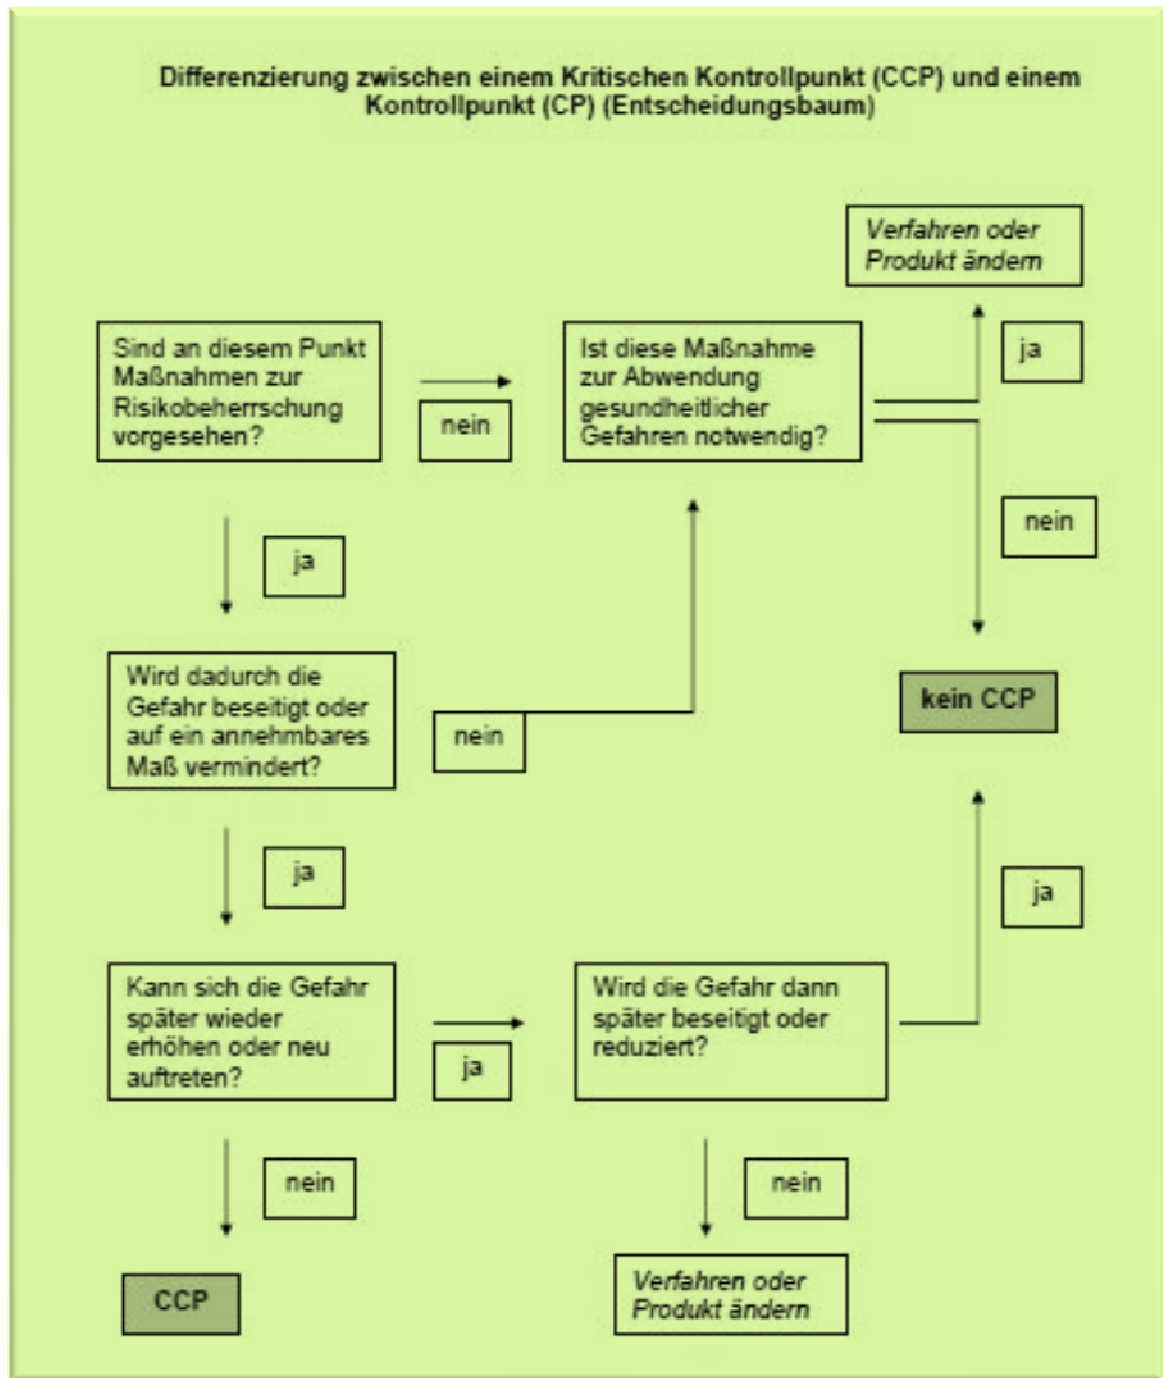 Differenzierung zwischen einem Kritischen Kontrollpunkt (CCP) und einem
Kontrollpunkt (CP) (Entscheidungsbaum)
Verfahren oder
Produkt ändern
Sind an diesem Punkt
Maßnahmen zur
Risikobeherrschung
vorgesehen?
nein
Ist diese Maßnahme
zur Abwendung
gesundheitlicher
Gefahren notwendig?
ja
nein
ja
Wird dadurch die
Gefahr beseitigt oder
auf ein annehmbares
Maß vermindert?
nein
kein CCP
ja
ja
Kann sich die Gefahr
später wieder
erhöhen oder neu
auftreten?
ja
Wird die Gefahr dann
später beseitigt oder
reduziert?
nein
nein
CCP
Verfahren oder
Produkt ändern